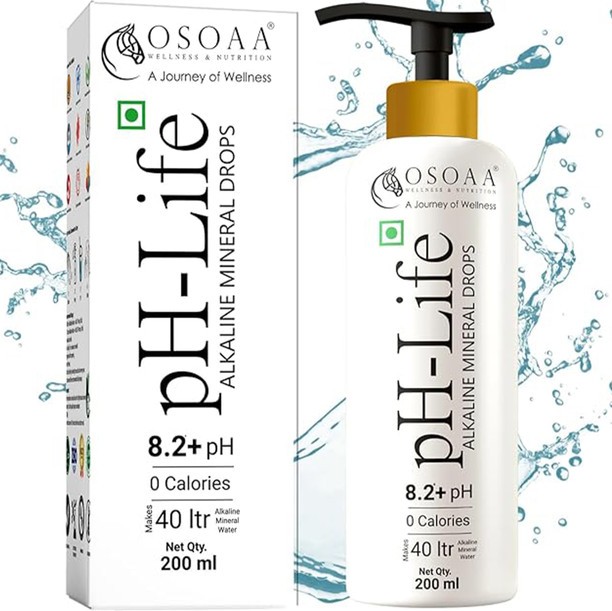 OSOAA®
WELLNESS & NUTRITION
A Journey of Wellness
pH-Life
ALKALINE MINERAL DROPS
8.2+ pH
0 Calories
Makes 40 ltr Alkaline Mineral Water
Net Qty.
200 ml
OSOAA®
WELLNESS & NUTRITION
A Journey of Wellness
pH-Life
ALKALINE MINERAL DROPS
8.2+ pH
0 Calories
Makes 40 ltr Alkaline Mineral Water
Net Qty.
200 ml